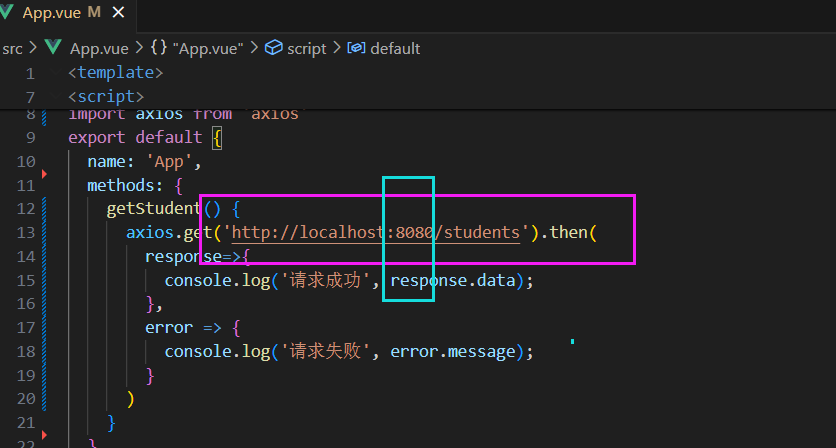 App.vue M ×
src > App.vue > {} "App.vue" > script > default
1 <template>
7 <script>
8 import axios from 'axios'
9 export default {
10 name: 'App',
11 methods: {
12 getStudent() {
13 axios.get('http://localhost:8080/students').then(
14 response=>{
15 console.log('请求成功', response.data);
16 },
17 error => {
18 console.log('请求失败', error.message);
19 }
20 )
21 }
22 }